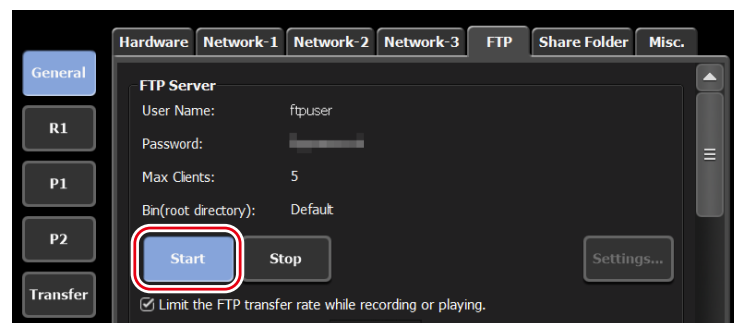 Hardware Network-1 Network-2 Network-3 FTP Share Folder Misc.
General
R1
P1
P2
Transfer
FTP Server
User Name: ftpuser
Password:
Max Clients: 5
Bin(root directory): Default
Start Stop Settings...
Limit the FTP transfer rate while recording or playing.